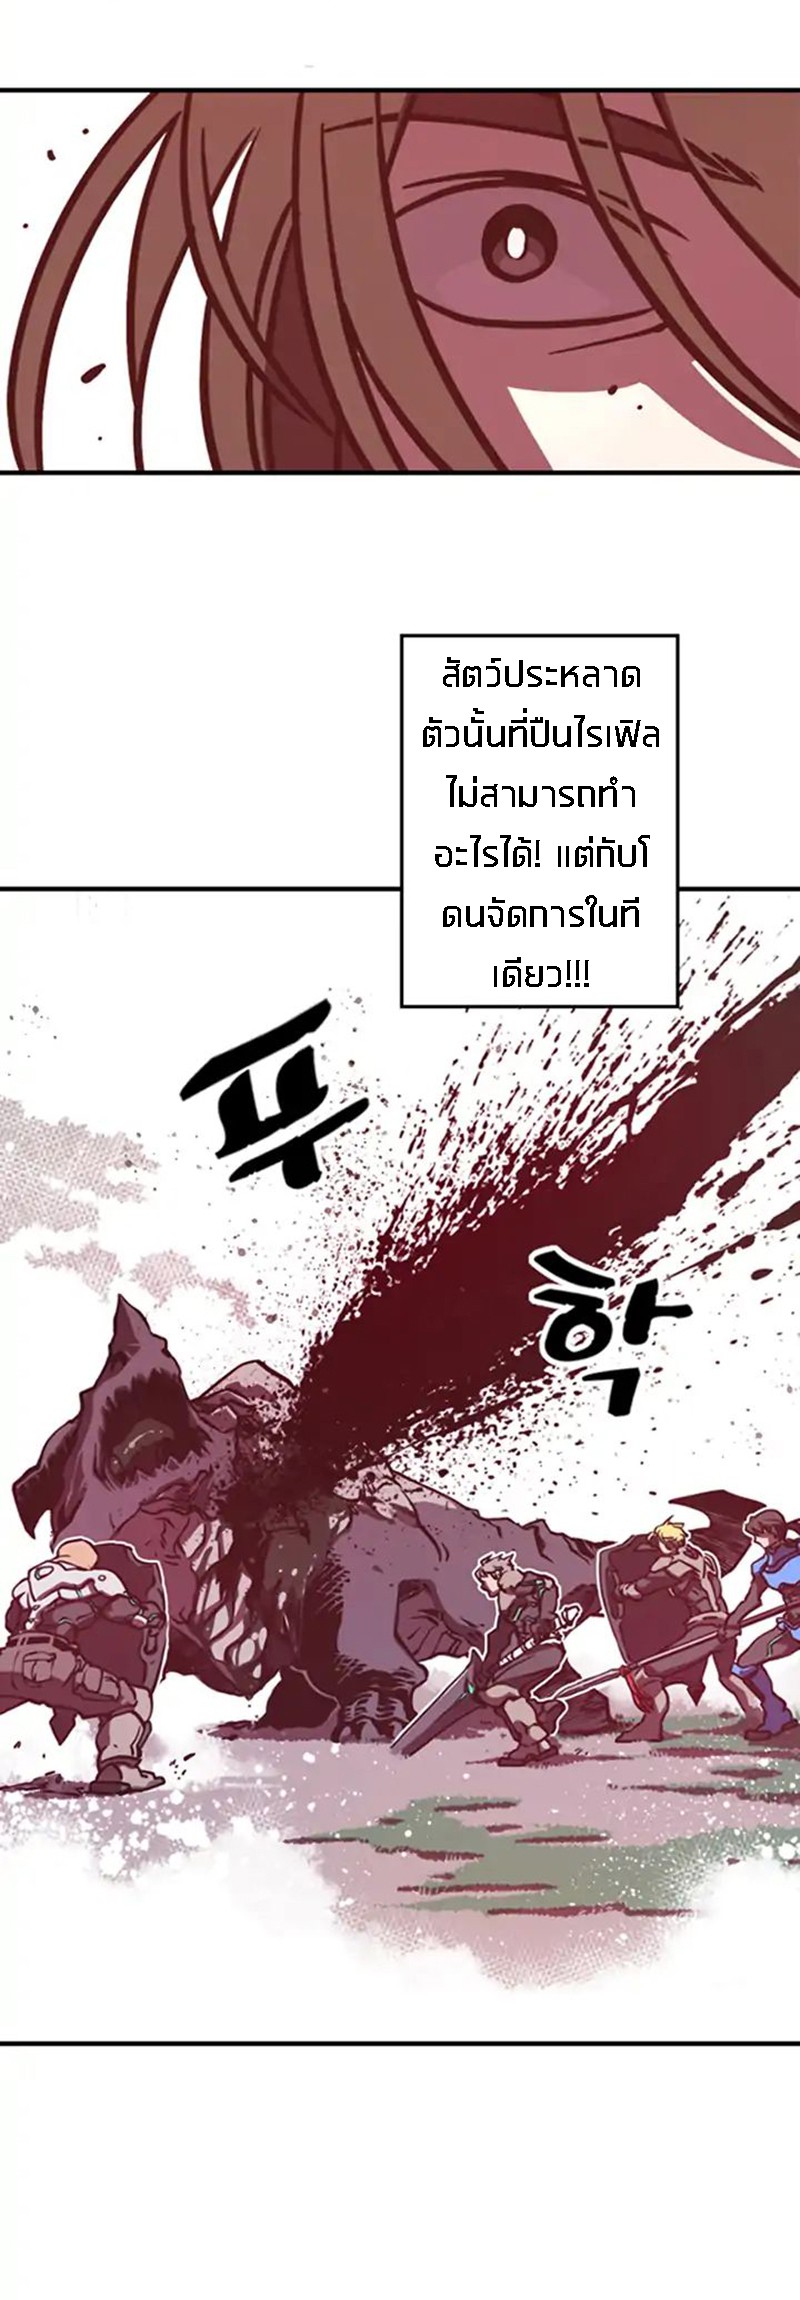 สัตว์ประหลาด
ตัวนั้นที่ปืนไรเฟิล
ไม่สามารถทำ
อะไรได้! แต่กับโ
ดนจัดการในที
เดียว!!!
푸
학